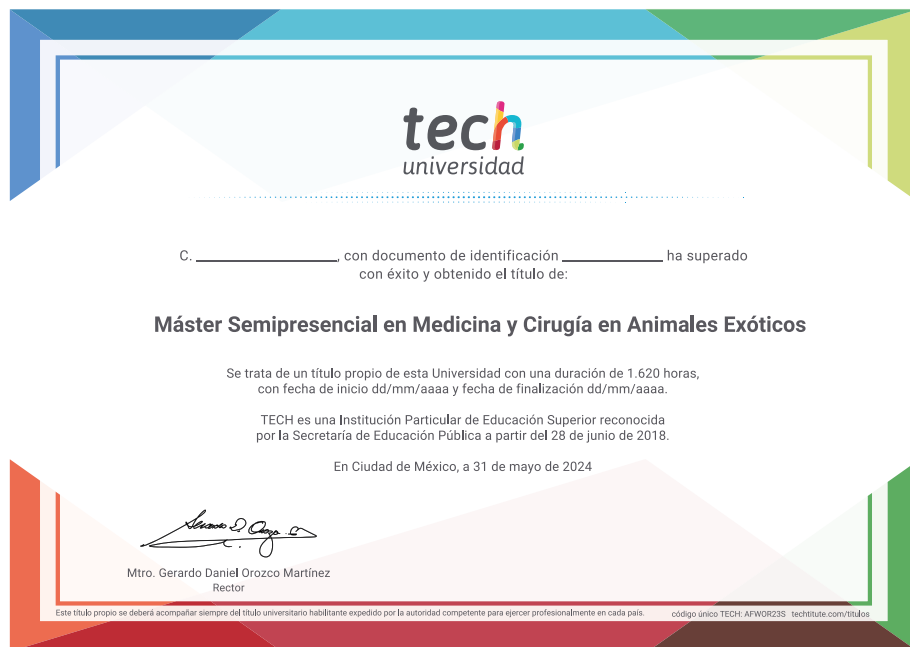 tech
universidad
C. ________________, con documento de identificación ____________ ha superado
con éxito y obtenido el título de:
Máster Semipresencial en Medicina y Cirugía en Animales Exóticos
Se trata de un título propio de esta Universidad con una duración de 1.620 horas,
con fecha de inicio dd/mm/aaaa y fecha de finalización dd/mm/aaaa.
TECH es una Institución Particular de Educación Superior reconocida
por la Secretaría de Educación Pública a partir del 28 de junio de 2018.
En Ciudad de México, a 31 de mayo de 2024
Mtro. Gerardo Daniel Orozco Martínez
Rector
Este título propio se deberá acompañar siempre del título universitario habilitante expedido por la autoridad competente para ejercer profesionalmente en cada país. código único TECH: AFWOR23S techtitute.com/titulos